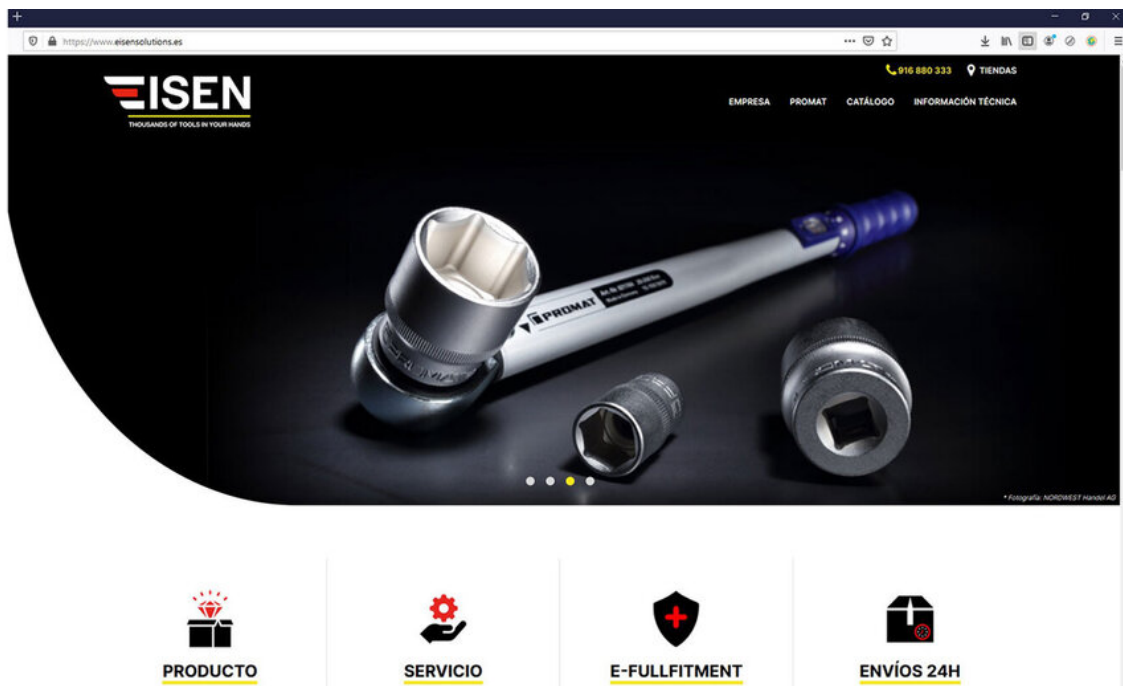 https://www.eisensolutions.es
916 880 333 TIENDAS
EISEN
THOUSANDS OF TOOLS IN YOUR HANDS
EMPRESA PROMAT CATÁLOGO INFORMACIÓN TÉCNICA
PROMAT
* Fotografía: NORDWEST Handel AG
PRODUCTO SERVICIO E-FULLFITMENT ENVÍOS 24H